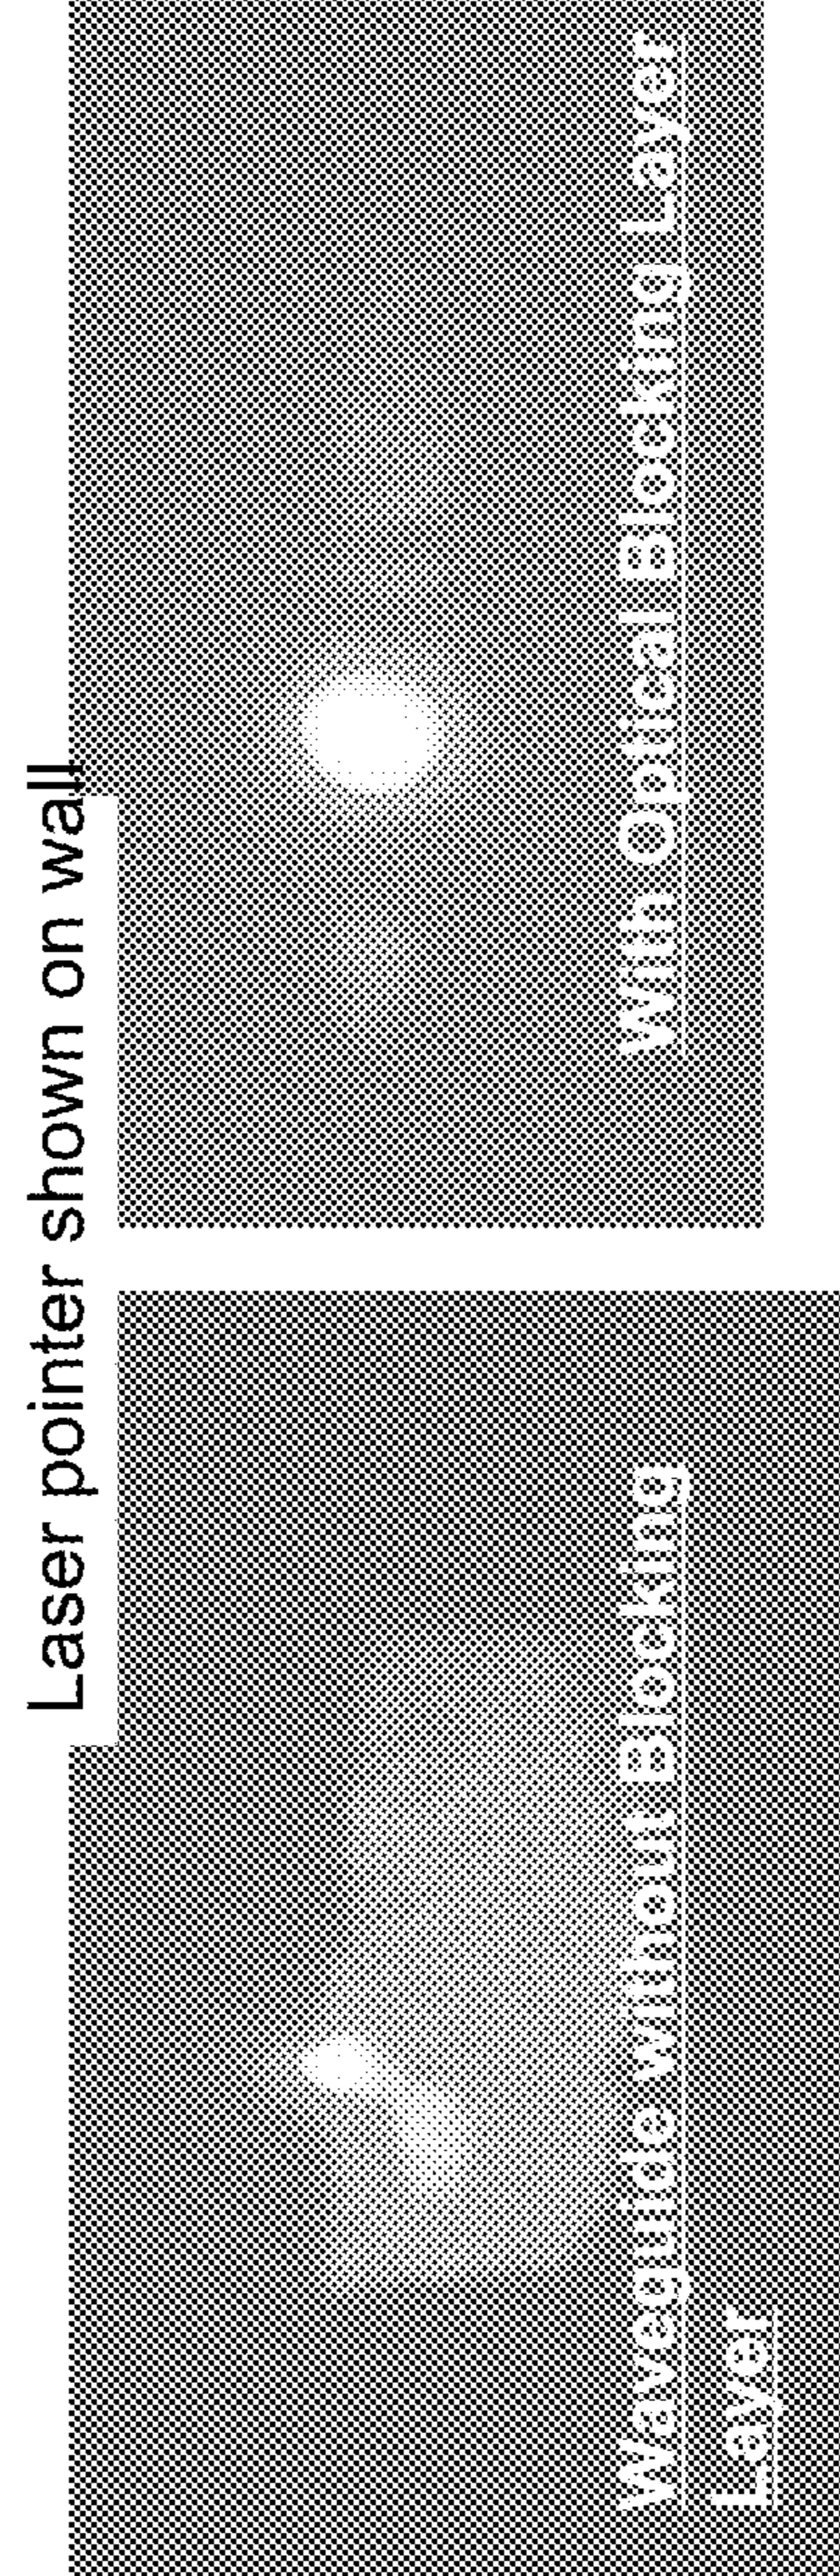 Laser pointer shown on wall
Waveguide without Blocking
Layer
With Optical Blocking Layer